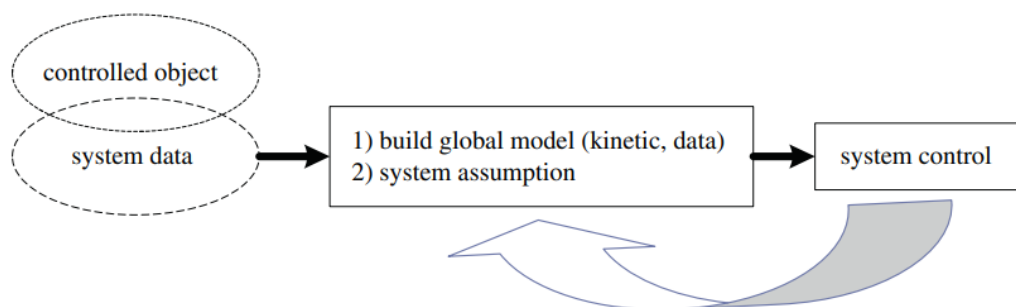 controlled object
system data
1) build global model (kinetic, data)
2) system assumption
system control